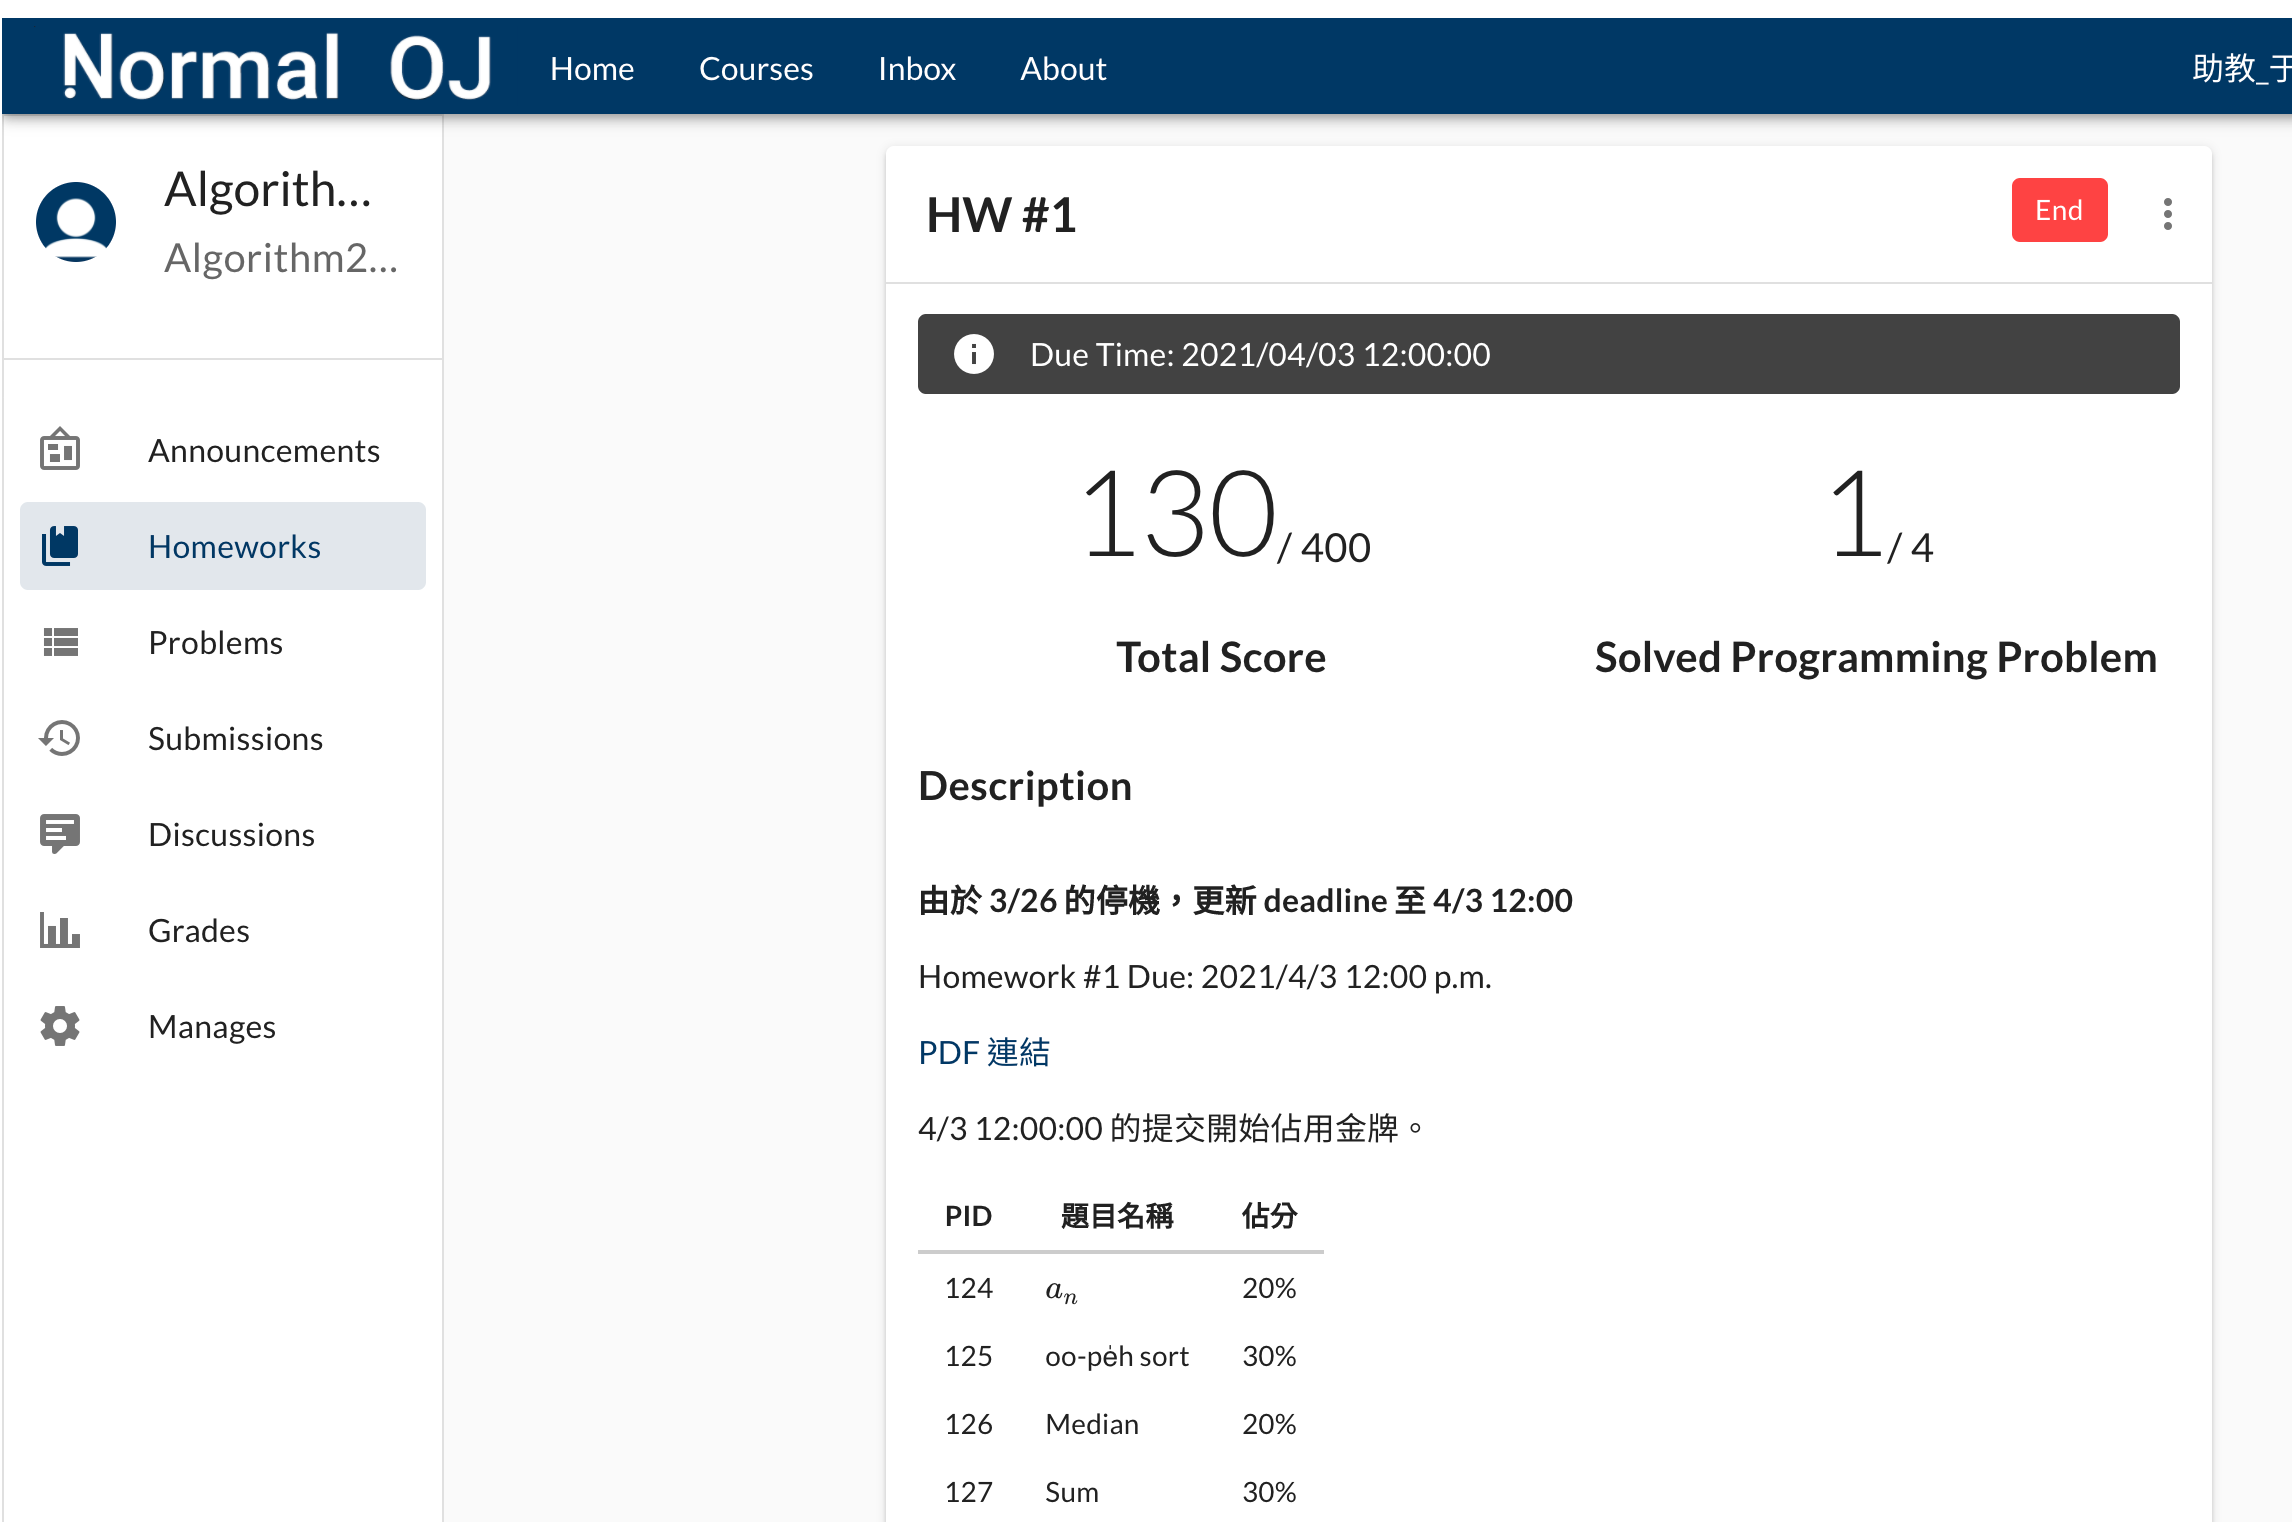 Normal OJ Home Courses Inbox About 助教_于
Algorith...
Algorithm2...
Announcements
Homeworks
Problems
Submissions
Discussions
Grades
Manages
HW #1 End
Due Time: 2021/04/03 12:00:00
130/ 400 1/ 4
Total Score Solved Programming Problem
Description
由於 3/26 的停機，更新 deadline 至 4/3 12:00
Homework #1 Due: 2021/4/3 12:00 p.m.
PDF 連結
4/3 12:00:00 的提交開始佔用金牌。
PID 題目名稱 佔分
124 aₙ 20%
125 oo-pe̍h sort 30%
126 Median 20%
127 Sum 30%